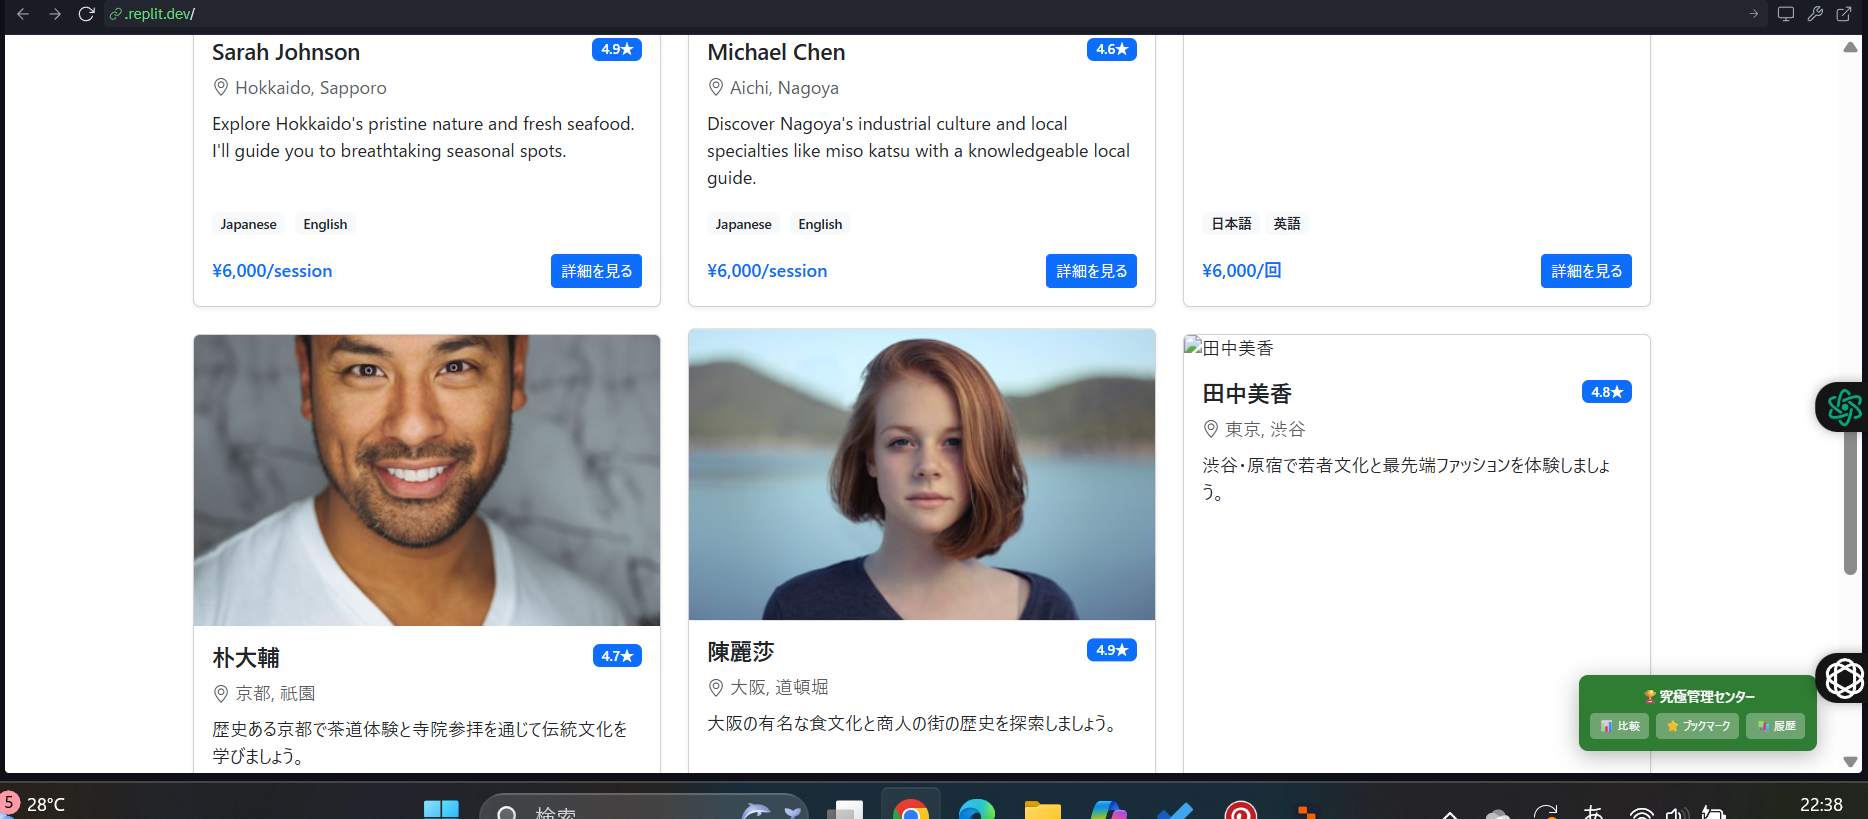 .replit.dev/
Sarah Johnson
4.9★
Hokkaido, Sapporo
Explore Hokkaido's pristine nature and fresh seafood.
I'll guide you to breathtaking seasonal spots.
Japanese English
¥6,000/session
詳細を見る
Michael Chen
4.6★
Aichi, Nagoya
Discover Nagoya's industrial culture and local
specialties like miso katsu with a knowledgeable local
guide.
Japanese English
¥6,000/session
詳細を見る
日本語 英語
¥6,000/回
詳細を見る
朴大輔
4.7★
京都, 祇園
歴史ある京都で茶道体験と寺院参拝を通じて伝統文化を
学びましょう。
陳麗莎
4.9★
大阪, 道頓堀
大阪の有名な食文化と商人の街の歴史を探索しましょう。
田中美香
田中美香
4.8★
東京, 渋谷
渋谷・原宿で若者文化と最先端ファッションを体験しましょ
う。
究極管理センター
比較 ブックマーク 履歴
5
28°C
検索
あ
22:38